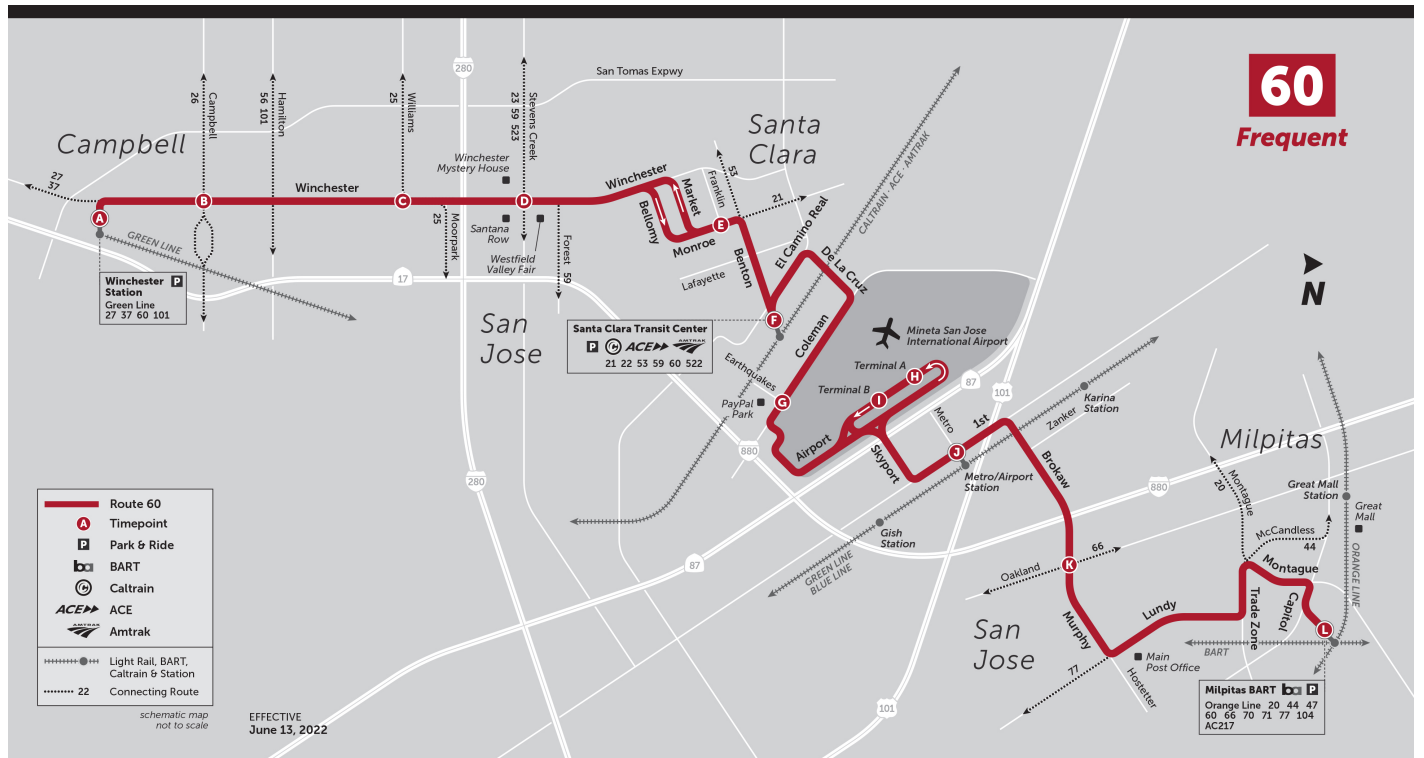 60
Frequent
280
San Tomas Expwy
26
Campbell
56 101
Hamilton
25
Williams
23 59 523
Stevens Creek
Campbell
Santa
Clara
Winchester
Mystery House
27
37
Winchester
Winchester
Market
Franklin
53
21
CALTRAIN · ACE · AMTRAK
A
B
C
D
E
Bellomy
Monroe
Benton
El Camino Real
De La Cruz
25
Moorpark
Santana
Row
Westfield
Valley Fair
Forest
59
GREEN LINE
17
Lafayette
Winchester
Station
P
Green Line
27 37 60 101
N
San
Jose
F
Santa Clara Transit Center
P
C
ACE
AMTRAK
21 22 53 59 60 522
Coleman
Mineta San Jose
International Airport
Terminal A
H
Terminal B
I
Earthquakes
PayPal
Park
G
87
101
Karina
Station
Metro
1st
Zanker
J
Airport
Skyport
880
Metro/Airport
Station
Brokaw
Milpitas
280
Montague
20
Great Mall
Station
Great
Mall
880
McCandless
44
ORANGE LINE
Gish
Station
87
GREEN LINE
BLUE LINE
66
Oakland
K
Montague
Capitol
Trade Zone
Lundy
Murphy
L
San
Jose
BART
Main
Post Office
77
Hostetter
101
Milpitas BART
ba
P
Orange Line 20 44 47
60 66 70 71 77 104
AC217
Route 60
A
Timepoint
P
Park & Ride
ba
BART
C
Caltrain
ACE
ACE
AMTRAK
Amtrak
Light Rail, BART,
Caltrain & Station
22
Connecting Route
schematic map
not to scale
EFFECTIVE
June 13, 2022